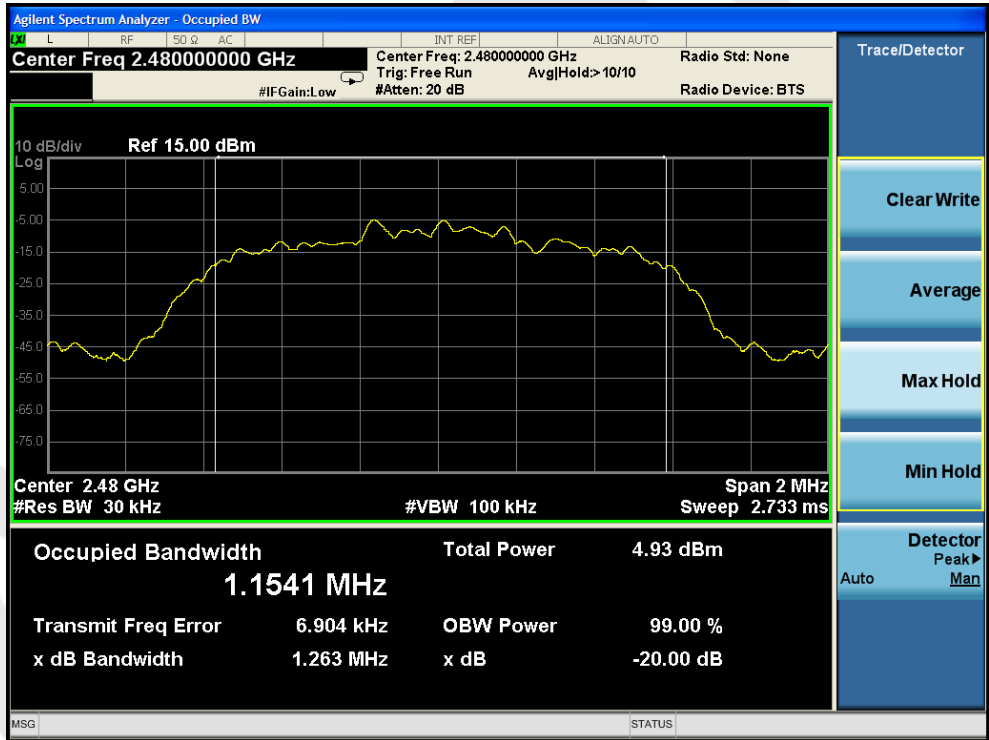 Agilent Spectrum Analyzer - Occupied BW
LXI L RF 50 Ω AC INT REF ALIGN AUTO
Center Freq 2.480000000 GHz
Center Freq: 2.480000000 GHz
Radio Std: None
Trig: Free Run Avg|Hold:>10/10
#IFGain:Low
#Atten: 20 dB
Radio Device: BTS
Trace/Detector
10 dB/div Ref 15.00 dBm
Log
5.00
-5.00
-15.0
-25.0
-35.0
-45.0
-55.0
-65.0
-75.0
Center 2.48 GHz Span 2 MHz
#Res BW 30 kHz #VBW 100 kHz Sweep 2.733 ms
Clear Write
Average
Max Hold
Min Hold
Detector
Peak▶
Auto Man
Occupied Bandwidth Total Power 4.93 dBm
1.1541 MHz
Transmit Freq Error 6.904 kHz OBW Power 99.00 %
x dB Bandwidth 1.263 MHz x dB -20.00 dB
MSG STATUS